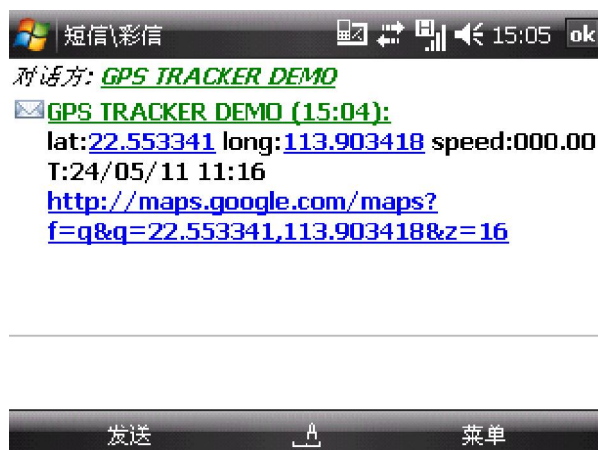 短信\彩信 15:05 ok
对话方: GPS TRACKER DEMO
GPS TRACKER DEMO (15:04):
lat:22.553341 long:113.903418 speed:000.00
T:24/05/11 11:16
http://maps.google.com/maps?
f=q&q=22.553341,113.903418&z=16
发送 A 菜单